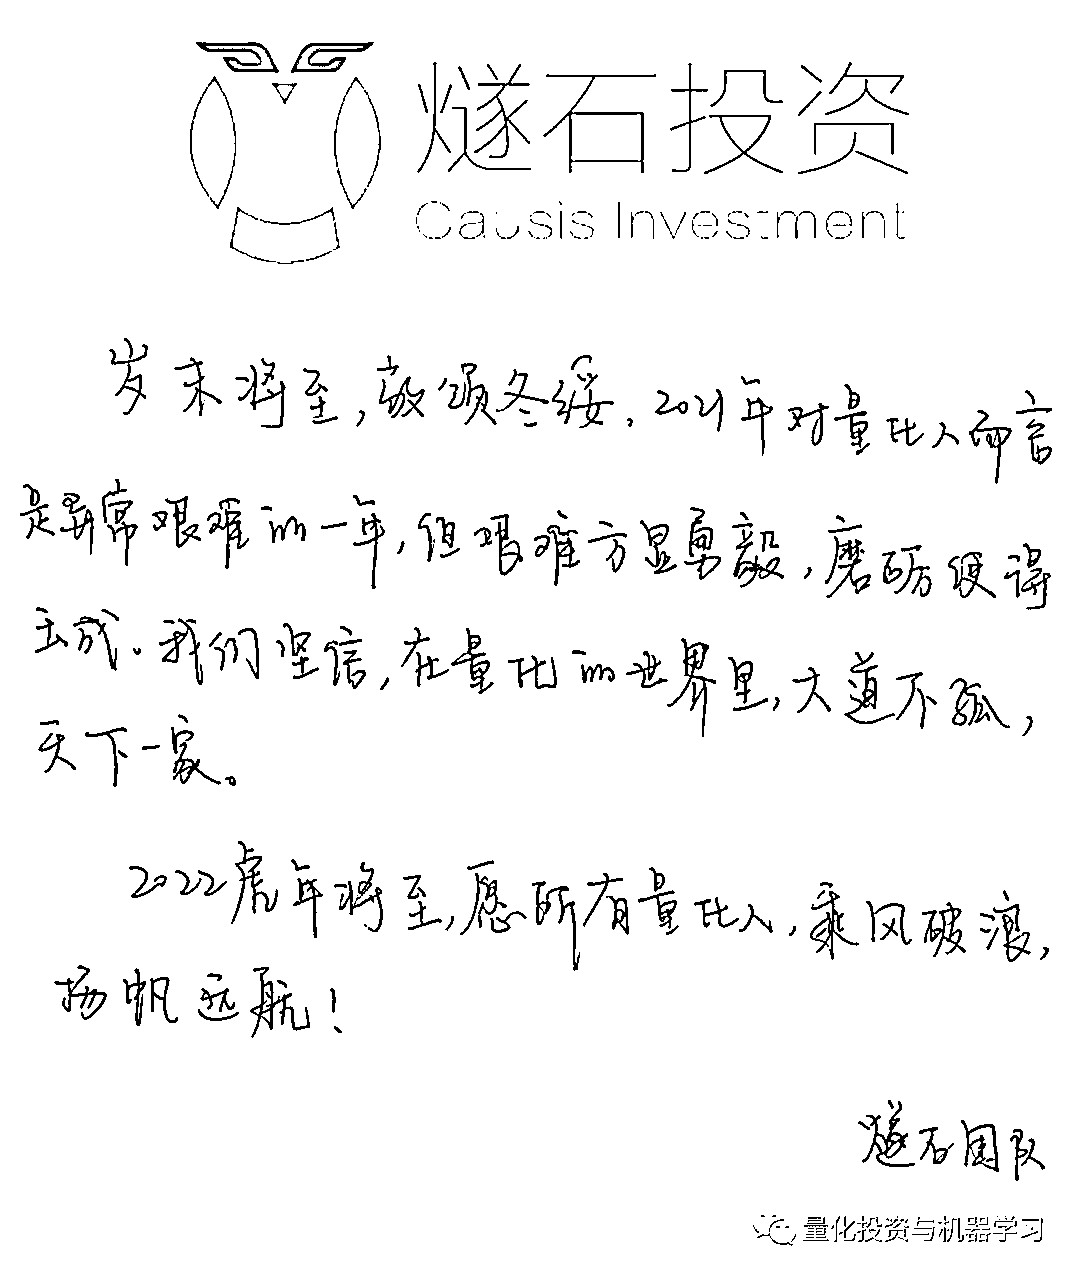 燧石投资
Causis Investment
岁末将至,敬颂冬绥.2021年对量化人而言
是异常艰难的一年,但艰难方显勇毅,磨砺便得
玉成。我们坚信,在量化的世界里,大道不孤,
天下一家。
2022虎年将至,愿所有量化人,乘风破浪,
扬帆远航!
燧石团队
量化投资与机器学习